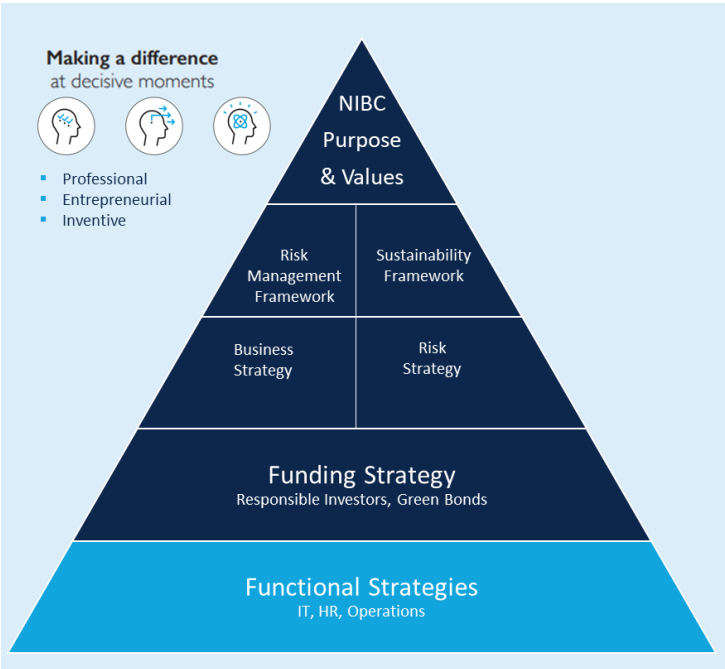 Making a difference
at decisive moments
Professional
Entrepreneurial
Inventive
NIBC
Purpose
& Values
Risk
Management
Framework
Sustainability
Framework
Business
Strategy
Risk
Strategy
Funding Strategy
Responsible Investors, Green Bonds
Functional Strategies
IT, HR, Operations